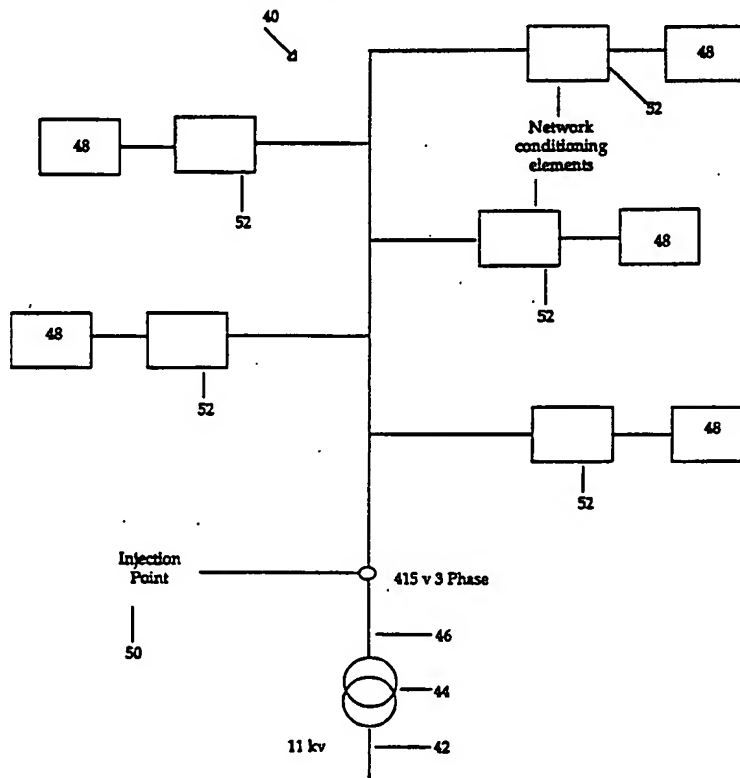 40
48
52
Network
conditioning
elements
48
52
48
52
48
52
48
52
Injection
Point
415 v 3 Phase
50
46
44
11 kv
42